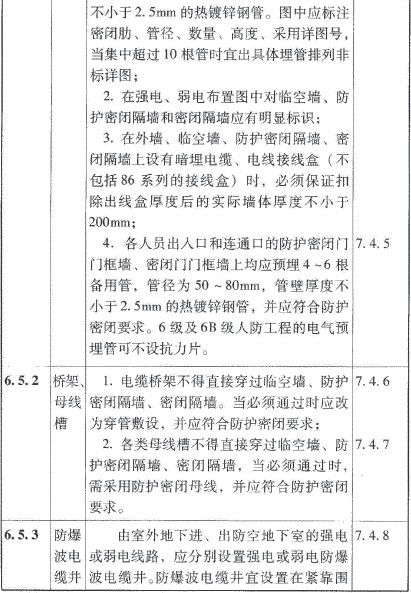 不小于2.5mm的热镀锌钢管。图中应标注
密闭肋、管径、数量、高度、采用详图号,
当集中超过10根管时宜出具体埋管排列非
标详图；
2. 在强电、弱电布置图中对临空墙、防
护密闭隔墙和密闭隔墙应有明显标识；
3. 在外墙、临空墙、防护密闭隔墙、密
闭隔墙上设有暗埋电缆、电线接线盒（不
包括86系列的接线盒）时，必须保证扣
除出线盒厚度后的实际墙体厚度不小于
200mm；
4. 各人员出入口和连通口的防护密闭门 7.4.5
门框墙、密闭门门框墙上均应预埋4~6根
备用管，管径为50~80mm，管壁厚度不
小于2.5mm的热镀锌钢管，并应符合防护
密闭要求。6级及6B级人防工程的电气预
埋管可不设抗力片。
6.5.2 桥架、 1. 电缆桥架不得直接穿过临空墙、防护 7.4.6
母线 密闭隔墙、密闭隔墙。当必须通过时应改
槽 为穿管敷设，并应符合防护密闭要求；
2. 各类母线槽不得直接穿过临空墙、防 7.4.7
护密闭隔墙、密闭隔墙，当必须通过时,
需采用防护密闭母线，并应符合防护密闭
要求。
6.5.3 防爆 由室外地下进、出防空地下室的强电 7.4.8
波电 或弱电线路，应分别设置强电或弱电防爆
缆井 波电缆井。防爆波电缆井宜设置在紧靠围